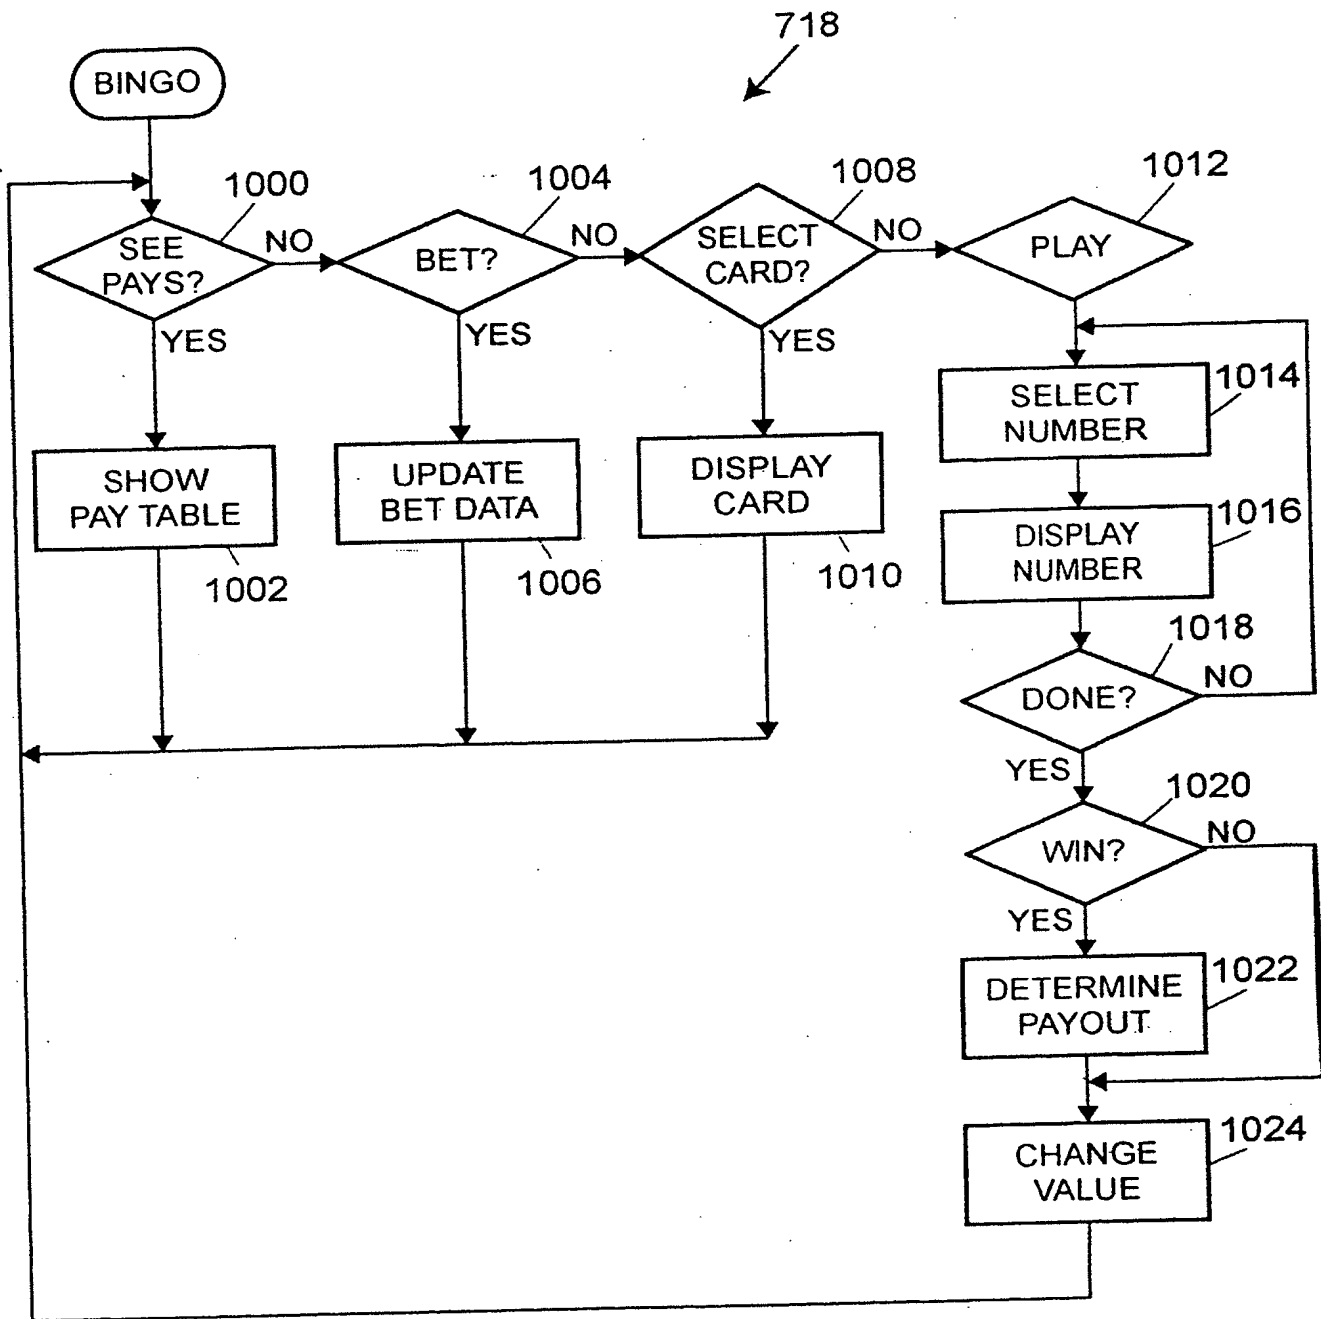 718
BINGO
1000
1004
1008
1012
SEE
PAYS?
NO
BET?
NO
SELECT
CARD?
NO
PLAY
YES
YES
YES
SHOW
PAY TABLE
1002
UPDATE
BET DATA
1006
DISPLAY
CARD
1010
SELECT
NUMBER
1014
DISPLAY
NUMBER
1016
1018
DONE?
NO
YES
1020
WIN?
NO
YES
DETERMINE
PAYOUT
1022
CHANGE
VALUE
1024